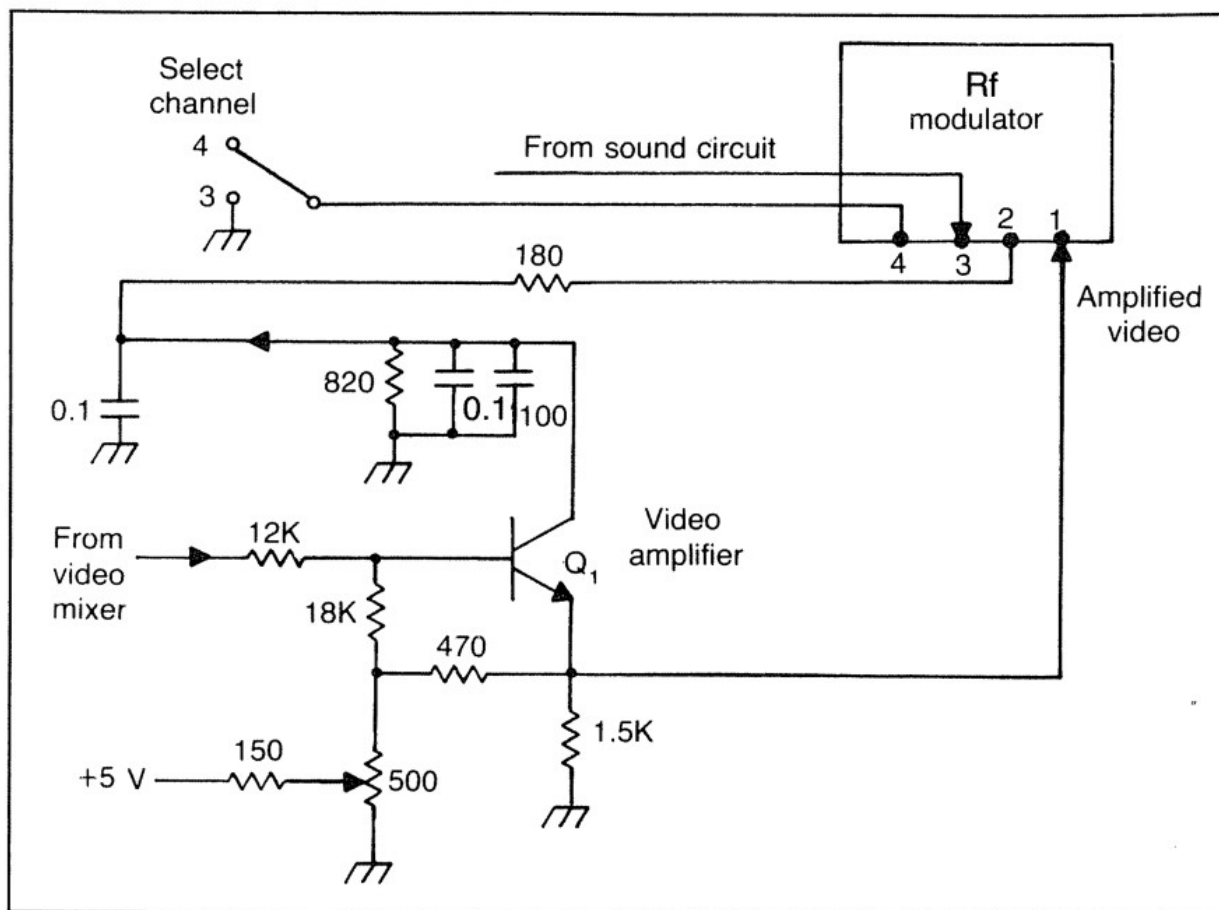 Select
channel
4
3
From sound circuit
Rf
modulator
4
3
2
1
180
Amplified
video
0.1
820
0.1
100
From
video
mixer
12K
18K
Q1
Video
amplifier
470
1.5K
+5 V
150
500